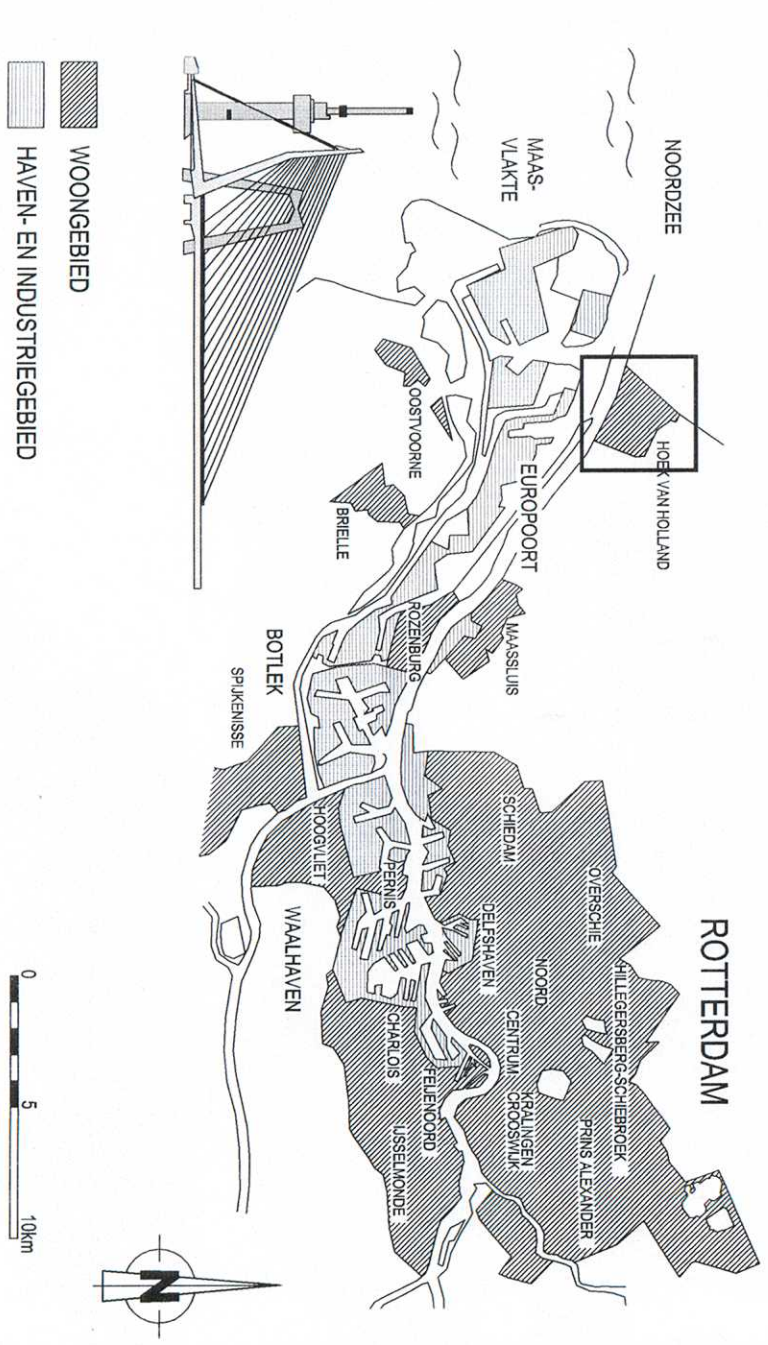 ROTTERDAM
NOORDZEE
HOEK VAN HOLLAND
MAAS-
VLAKTE
EUROPOORT
MAASSLUIS
OOSTVOORNE
BRIELLE
ROZENBURG
BOTLEK
SPIJKENISSE
HOOGVLIET
PERNIS
WAALHAVEN
SCHIEDAM
OVERSCHIE
DELFSHAVEN
NOORD
HILLEGERSBERG-SCHIEBROEK
CENTRUM
KRALINGEN
CROOSWIJK
PRINS ALEXANDER
CHARLOIS
FEIJENOORD
IJSSELMONDE
WOONGEBIED
HAVEN- EN INDUSTRIEGEBIED
0 5 10km
N